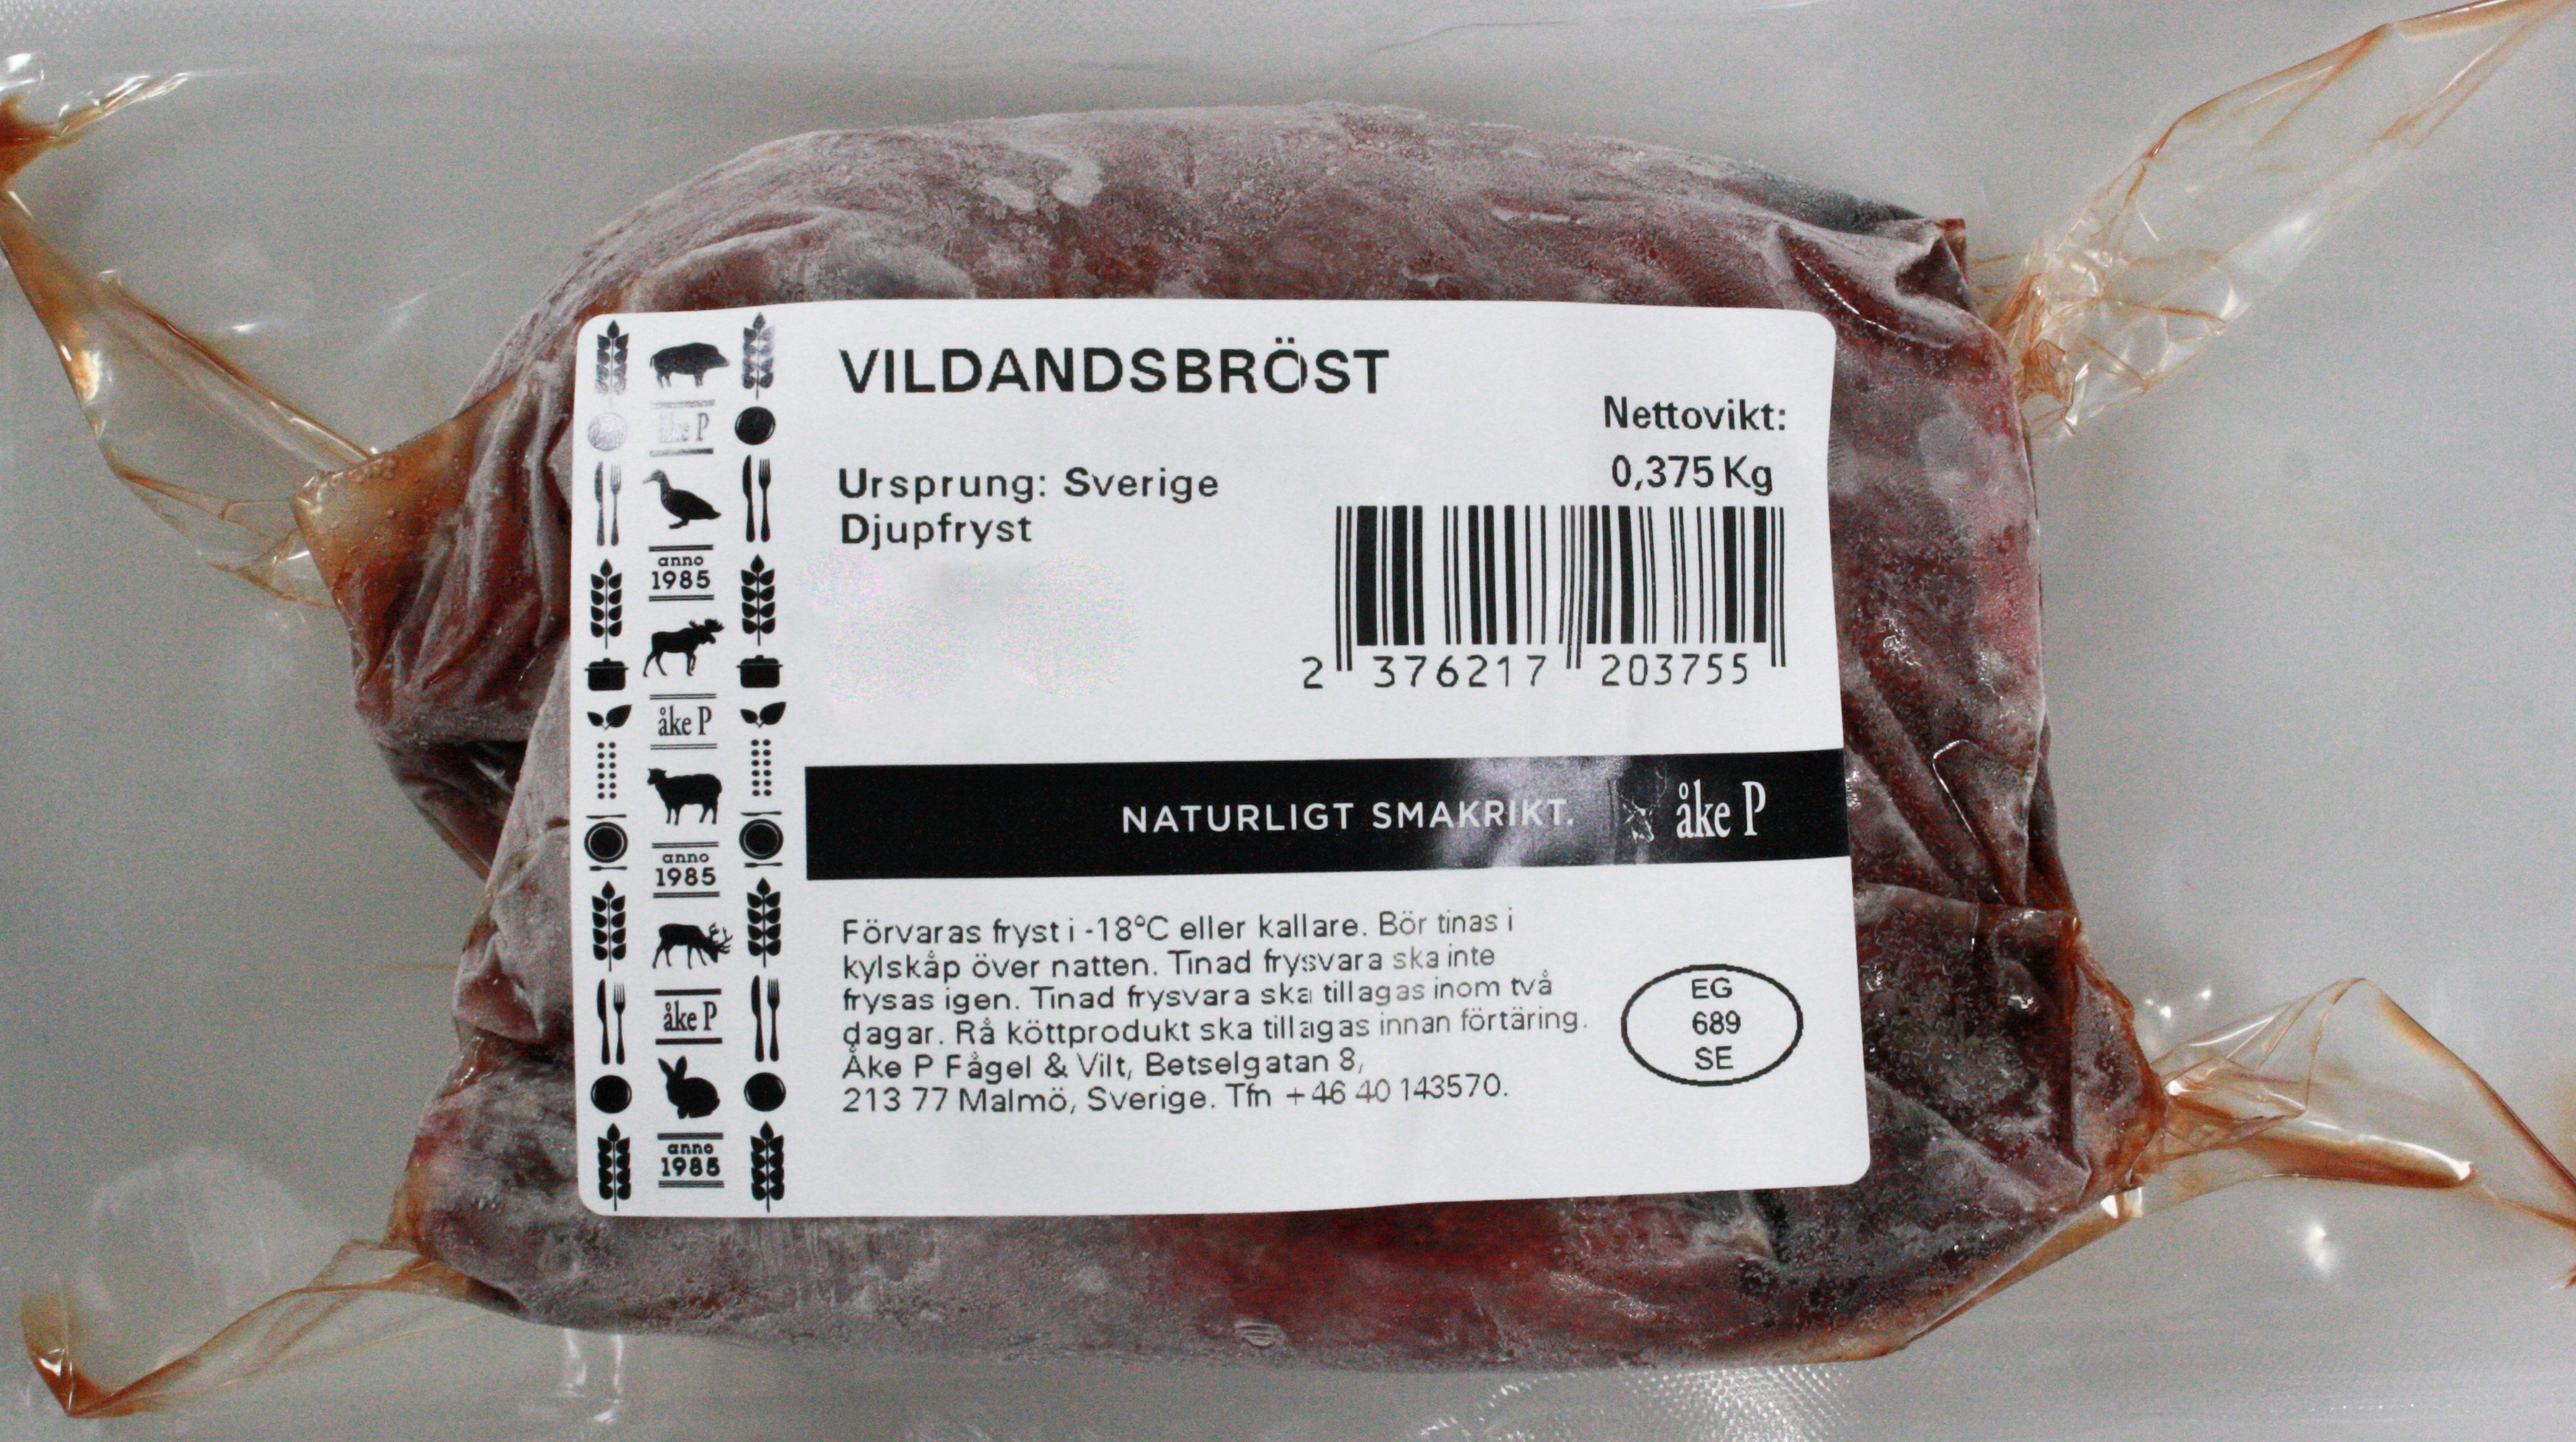 VILDANDSBRÖST
Nettovikt:
0,375 Kg
Ursprung: Sverige
Djupfryst
2 376217 203755
NATURLIGT SMAKRIKT. åke P
Förvaras fryst i -18°C eller kallare. Bör tinas i
kylskåp över natten. Tinad frysvara ska inte
frysas igen. Tinad frysvara ska tillagas inom två
dagar. Rå köttprodukt ska tillagas innan förtäring.
Åke P Fågel & Vilt, Betselgatan 8,
213 77 Malmö, Sverige. Tfn +46 40 143570.
EG
689
SE
åke P
anno
1985
åke P
anno
1985
åke P
anno
1985